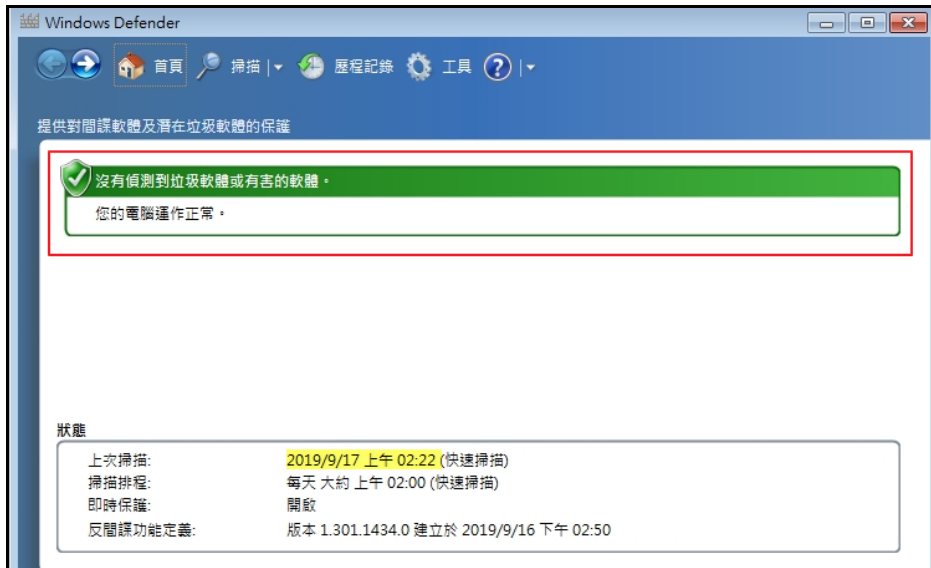 Windows Defender
首頁 掃描 歷程記錄 工具 ?
提供對間諜軟體及潛在垃圾軟體的保護
沒有偵測到垃圾軟體或有害的軟體。
您的電腦運作正常。
狀態
上次掃描: 2019/9/17 上午 02:22 (快速掃描)
掃描排程: 每天 大約 上午 02:00 (快速掃描)
即時保護: 開啟
反間諜功能定義: 版本 1.301.1434.0 建立於 2019/9/16 下午 02:50